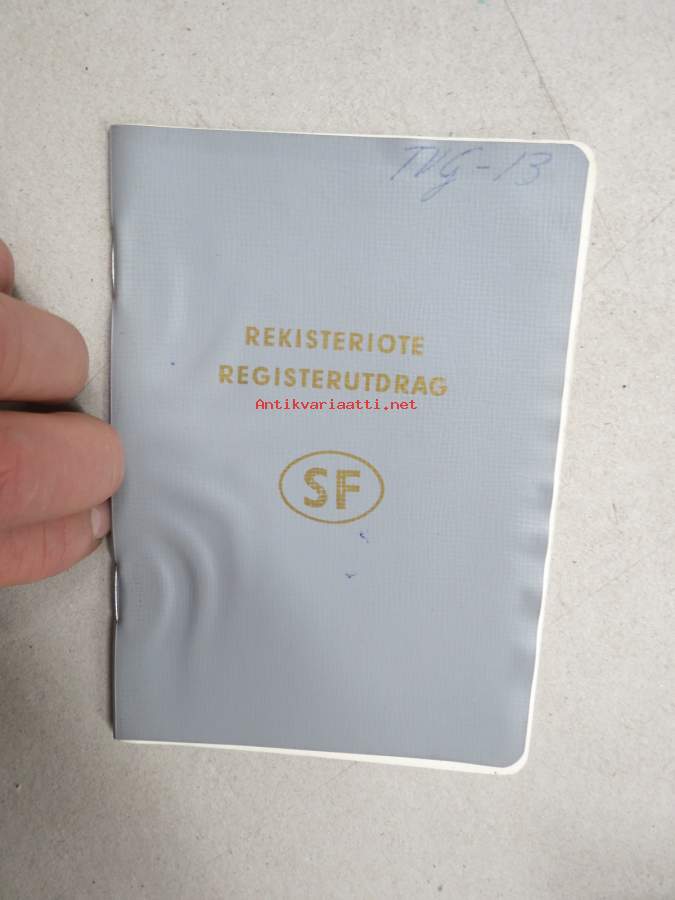 TVG-13
REKISTERIOTE
REGISTERUTDRAG
Antikvariaatti.net
SF